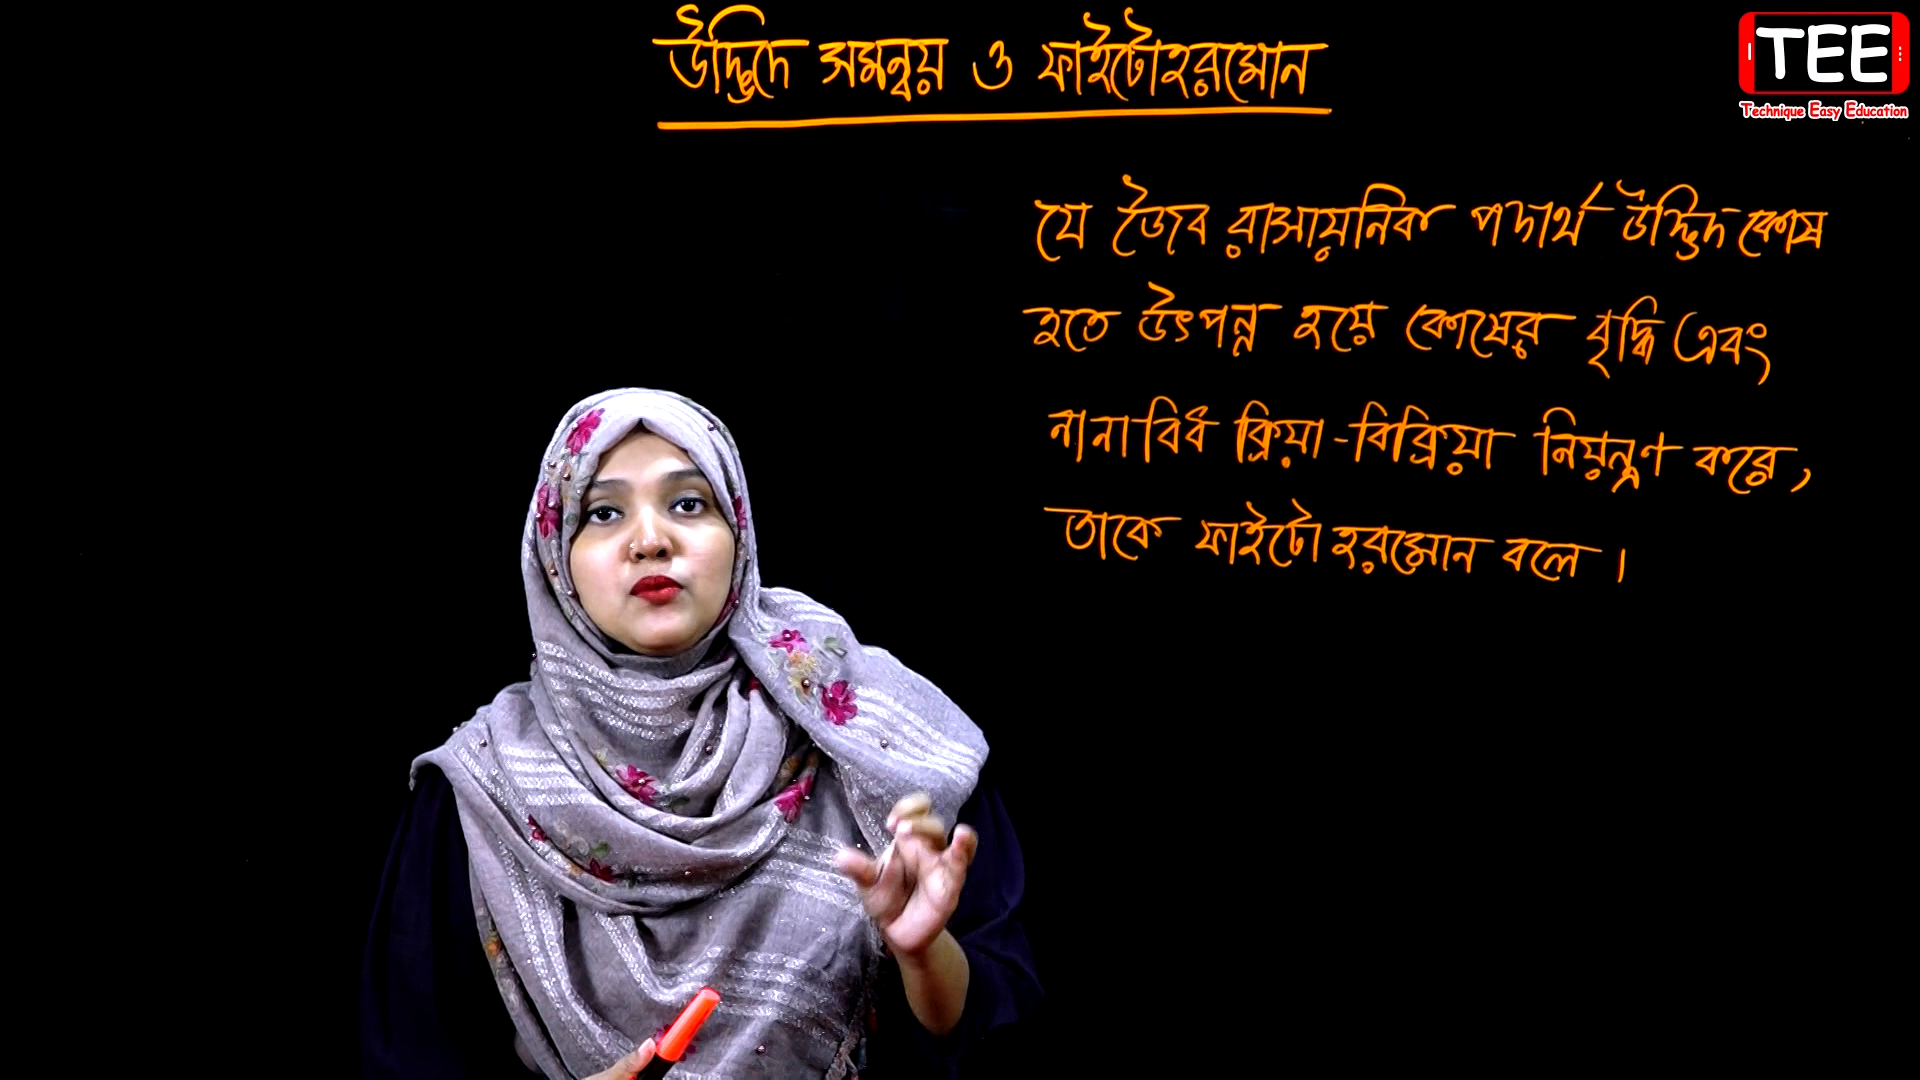 উদ্ভিদে সমন্বয় ও ফাইটোহরমোন
TEE
Technique Easy Education
যে জৈব রাসায়নিক পদার্থ উদ্ভিদ কোষ
হতে উৎপন্ন হয়ে কোষের বৃদ্ধি এবং
নানাবিধ ক্রিয়া-বিক্রিয়া নিয়ন্ত্রণ করে,
তাকে ফাইটোহরমোন বলে।